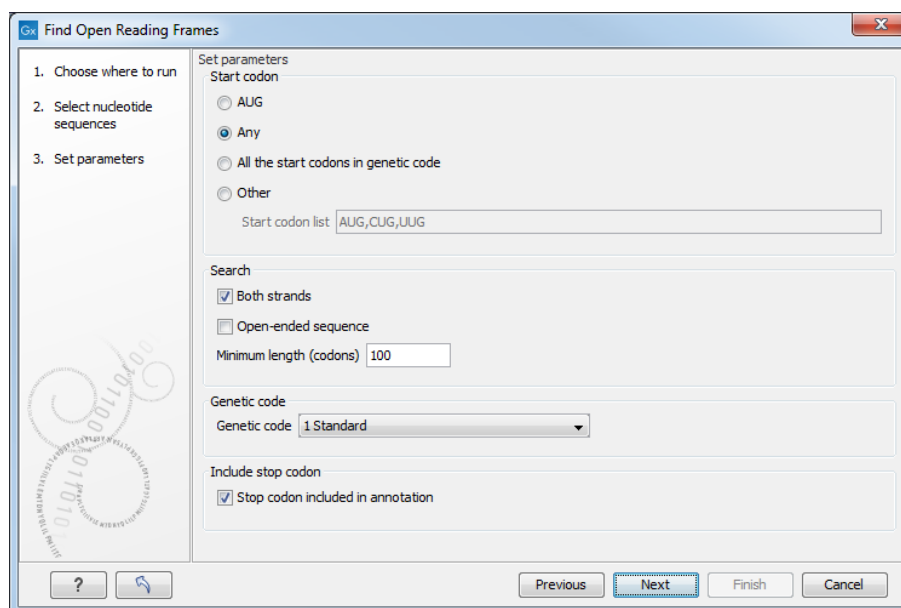 Gx Find Open Reading Frames
1. Choose where to run
2. Select nucleotide
sequences
3. Set parameters
Set parameters
Start codon
AUG
Any
All the start codons in genetic code
Other
Start codon list AUG,CUG,UUG
Search
Both strands
Open-ended sequence
Minimum length (codons) 100
Genetic code
Genetic code 1 Standard
Include stop codon
Stop codon included in annotation
? Previous Next Finish Cancel